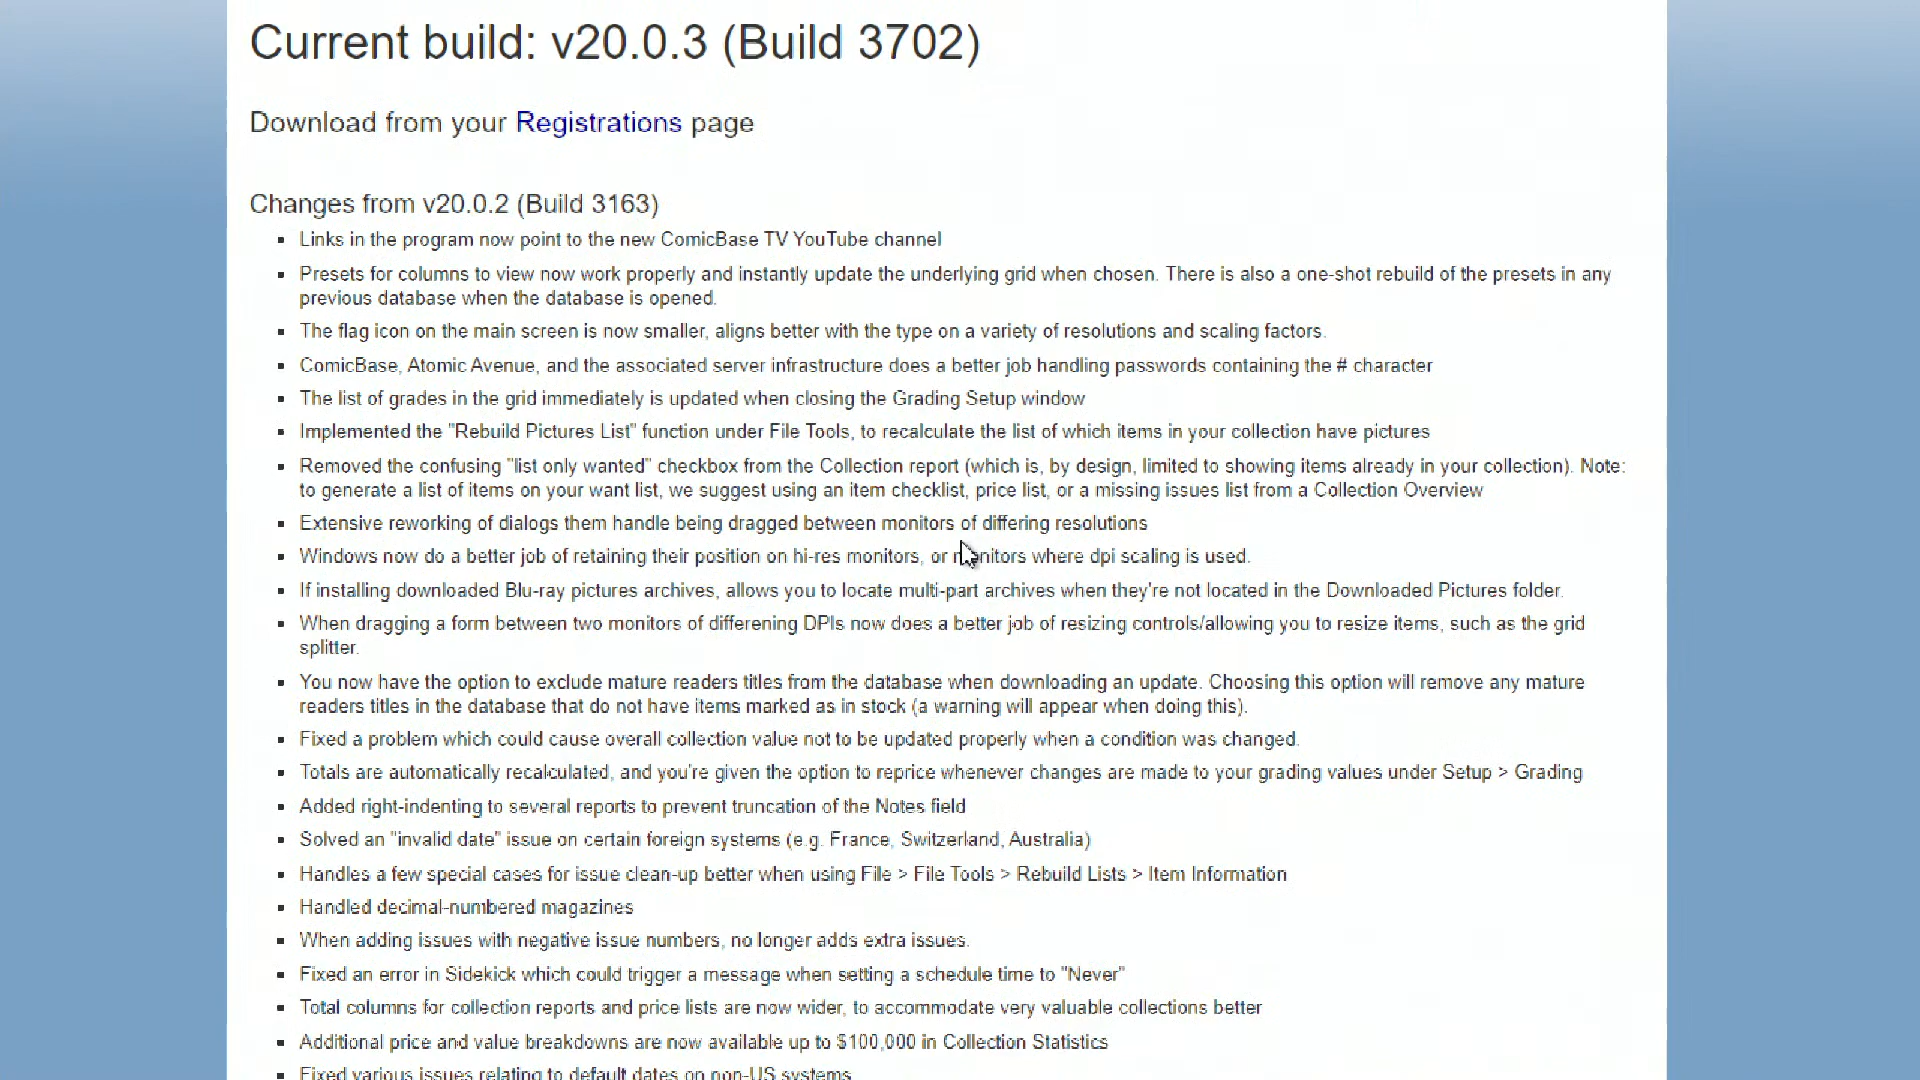 Current build: v20.0.3 (Build 3702)
Download from your Registrations page
Changes from v20.0.2 (Build 3163)
Links in the program now point to the new ComicBase TV YouTube channel
Presets for columns to view now work properly and instantly update the underlying grid when chosen. There is also a one-shot rebuild of the presets in any
previous database when the database is opened.
The flag icon on the main screen is now smaller, aligns better with the type on a variety of resolutions and scaling factors.
ComicBase, Atomic Avenue, and the associated server infrastructure does a better job handling passwords containing the # character
The list of grades in the grid immediately is updated when closing the Grading Setup window
Implemented the "Rebuild Pictures List" function under File Tools, to recalculate the list of which items in your collection have pictures
Removed the confusing "list only wanted" checkbox from the Collection report (which is, by design, limited to showing items already in your collection). Note:
to generate a list of items on your want list, we suggest using an item checklist, price list, or a missing issues list from a Collection Overview
Extensive reworking of dialogs them handle being dragged between monitors of differing resolutions
Windows now do a better job of retaining their position on hi-res monitors, or monitors where dpi scaling is used.
If installing downloaded Blu-ray pictures archives, allows you to locate multi-part archives when they're not located in the Downloaded Pictures folder.
When dragging a form between two monitors of differening DPIs now does a better job of resizing controls/allowing you to resize items, such as the grid
splitter.
You now have the option to exclude mature readers titles from the database when downloading an update. Choosing this option will remove any mature
readers titles in the database that do not have items marked as in stock (a warning will appear when doing this).
Fixed a problem which could cause overall collection value not to be updated properly when a condition was changed.
Totals are automatically recalculated, and you're given the option to reprice whenever changes are made to your grading values under Setup > Grading
Added right-indenting to several reports to prevent truncation of the Notes field
Solved an "invalid date" issue on certain foreign systems (e.g. France, Switzerland, Australia)
Handles a few special cases for issue clean-up better when using File > File Tools > Rebuild Lists > Item Information
Handled decimal-numbered magazines
When adding issues with negative issue numbers, no longer adds extra issues.
Fixed an error in Sidekick which could trigger a message when setting a schedule time to "Never"
Total columns for collection reports and price lists are now wider, to accommodate very valuable collections better
Additional price and value breakdowns are now available up to $100,000 in Collection Statistics
Fixed various issues relating to default dates on non-US systems